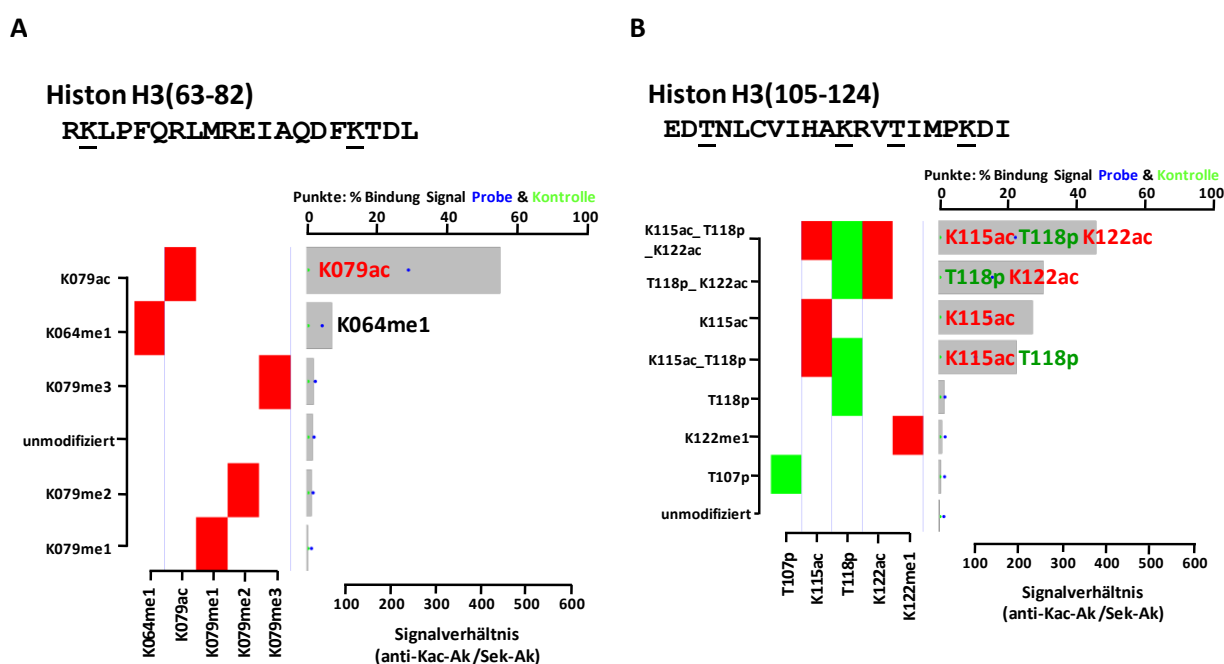 A
Histon H3(63-82)
RKLPFQRLMREIAQDFKTDL
Punkte: % Bindung Signal Probe & Kontrolle
0 20 40 60 80 100
K079ac
K064me1
K079me3
unmodifiziert
K079me2
K079me1
K079ac
K064me1
K064me1
K079ac
K079me1
K079me2
K079me3
100 200 300 400 500 600
Signalverhältnis
(anti-Kac-Ak/Sek-Ak)
B
Histon H3(105-124)
EDTNLCVIHAKRVTIMPKDI
Punkte: % Bindung Signal Probe & Kontrolle
0 20 40 60 80 100
K115ac_T118p
_K122ac
T118p_K122ac
K115ac
K115ac_T118p
T118p
K122me1
T107p
unmodifiziert
K115ac T118p K122ac
T118p K122ac
K115ac
K115ac T118p
T107p
K115ac
T118p
K122ac
K122me1
100 200 300 400 500 600
Signalverhältnis
(anti-Kac-Ak/Sek-Ak)